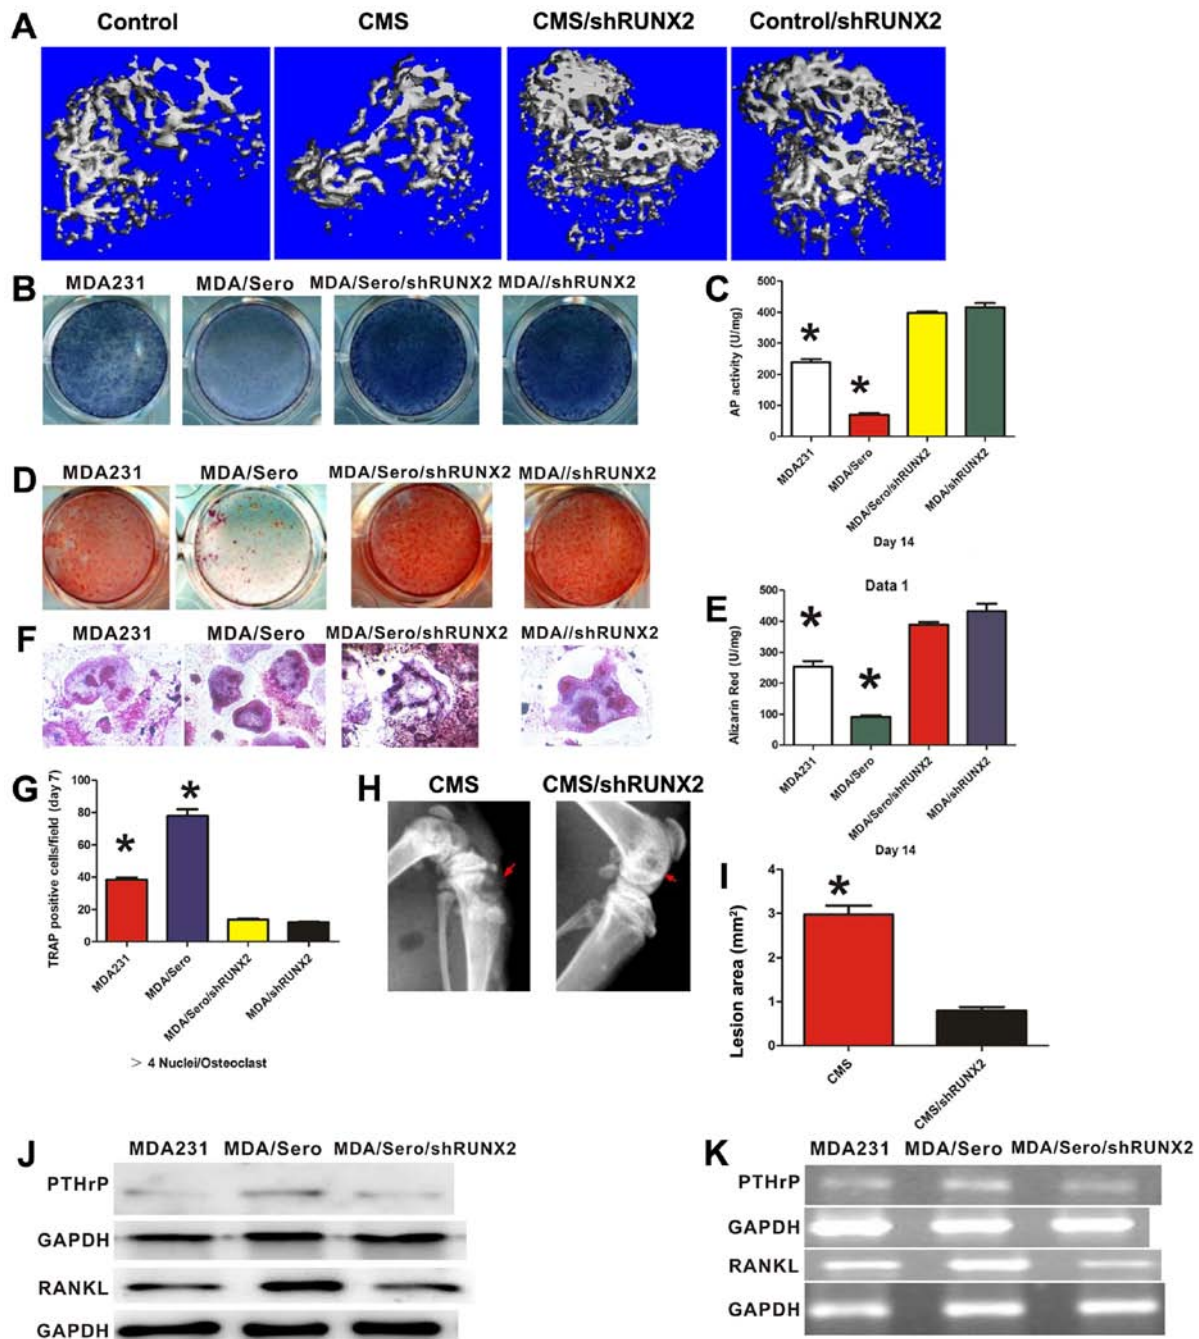 A Control CMS CMS/shRUNX2 Control/shRUNX2
B MDA231 MDA/Sero MDA/Sero/shRUNX2 MDA//shRUNX2
C
AP activity (U/mg)
500
400
300
200
100
0
*
*
MDA231
MDA/Sero
MDA/Sero/shRUNX2
MDA/shRUNX2
Day 14
D MDA231 MDA/Sero MDA/Sero/shRUNX2 MDA//shRUNX2
E
Data 1
Alizarin Red (U/mg)
500
400
300
200
100
0
*
*
MDA231
MDA/Sero
MDA/Sero/shRUNX2
MDA/shRUNX2
Day 14
F MDA231 MDA/Sero MDA/Sero/shRUNX2 MDA//shRUNX2
G
TRAP positive cells/field (day 7)
100
80
60
40
20
0
*
*
MDA231
MDA/Sero
MDA/Sero/shRUNX2
MDA/shRUNX2
> 4 Nuclei/Osteoclast
H CMS CMS/shRUNX2
I
Lesion area (mm²)
4
3
2
1
0
*
CMS
CMS/shRUNX2
J MDA231 MDA/Sero MDA/Sero/shRUNX2
PTHrP
GAPDH
RANKL
GAPDH
K MDA231 MDA/Sero MDA/Sero/shRUNX2
PTHrP
GAPDH
RANKL
GAPDH